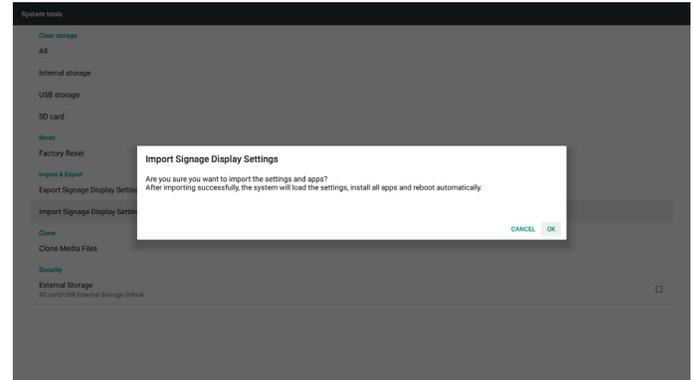 System tools
Clear storage
All
Internal storage
USB storage
SD card
Reset
Factory Reset
Import & Export
Export Signage Display Settin
Import Signage Display Settin
Clone
Clone Media Files
Security
External Storage
SD card/USB External Storage Unlock
Import Signage Display Settings
Are you sure you want to import the settings and apps?
After importing successfully, the system will load the settings, install all apps and reboot automatically.
CANCEL OK